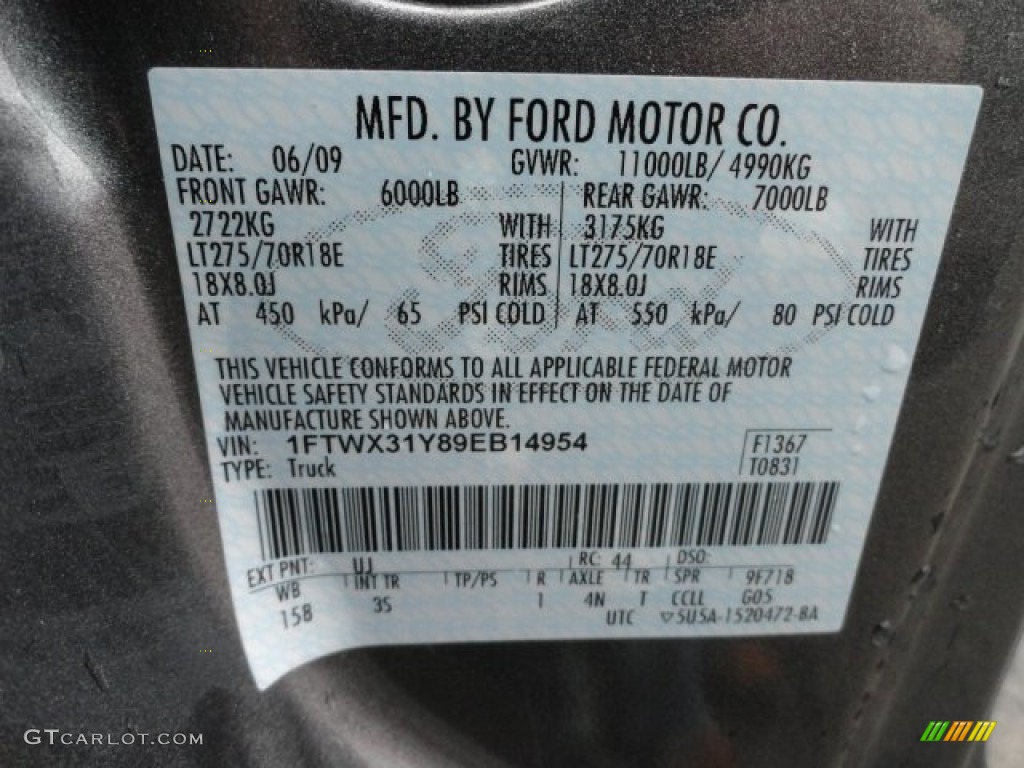 MFD. BY FORD MOTOR CO.
DATE: 06/09 GVWR: 11000LB/ 4990KG
FRONT GAWR: 6000LB REAR GAWR: 7000LB
2722KG WITH 3175KG WITH
LT275/70R18E TIRES LT275/70R18E TIRES
18X8.0J RIMS 18X8.0J RIMS
AT 450 kPa/ 65 PSI COLD AT 550 kPa/ 80 PSI COLD
THIS VEHICLE CONFORMS TO ALL APPLICABLE FEDERAL MOTOR
VEHICLE SAFETY STANDARDS IN EFFECT ON THE DATE OF
MANUFACTURE SHOWN ABOVE.
VIN: 1FTWX31Y89EB14954 F1367
TYPE: Truck T0831
EXT PNT: UJ RC: 44 DSO:
WB INT TR TP/PS R AXLE TR SPR 9F718
158 3S 1 4N T CCLL G05
UTC ▽5U5A-1520472-BA
GTCARLOT.COM